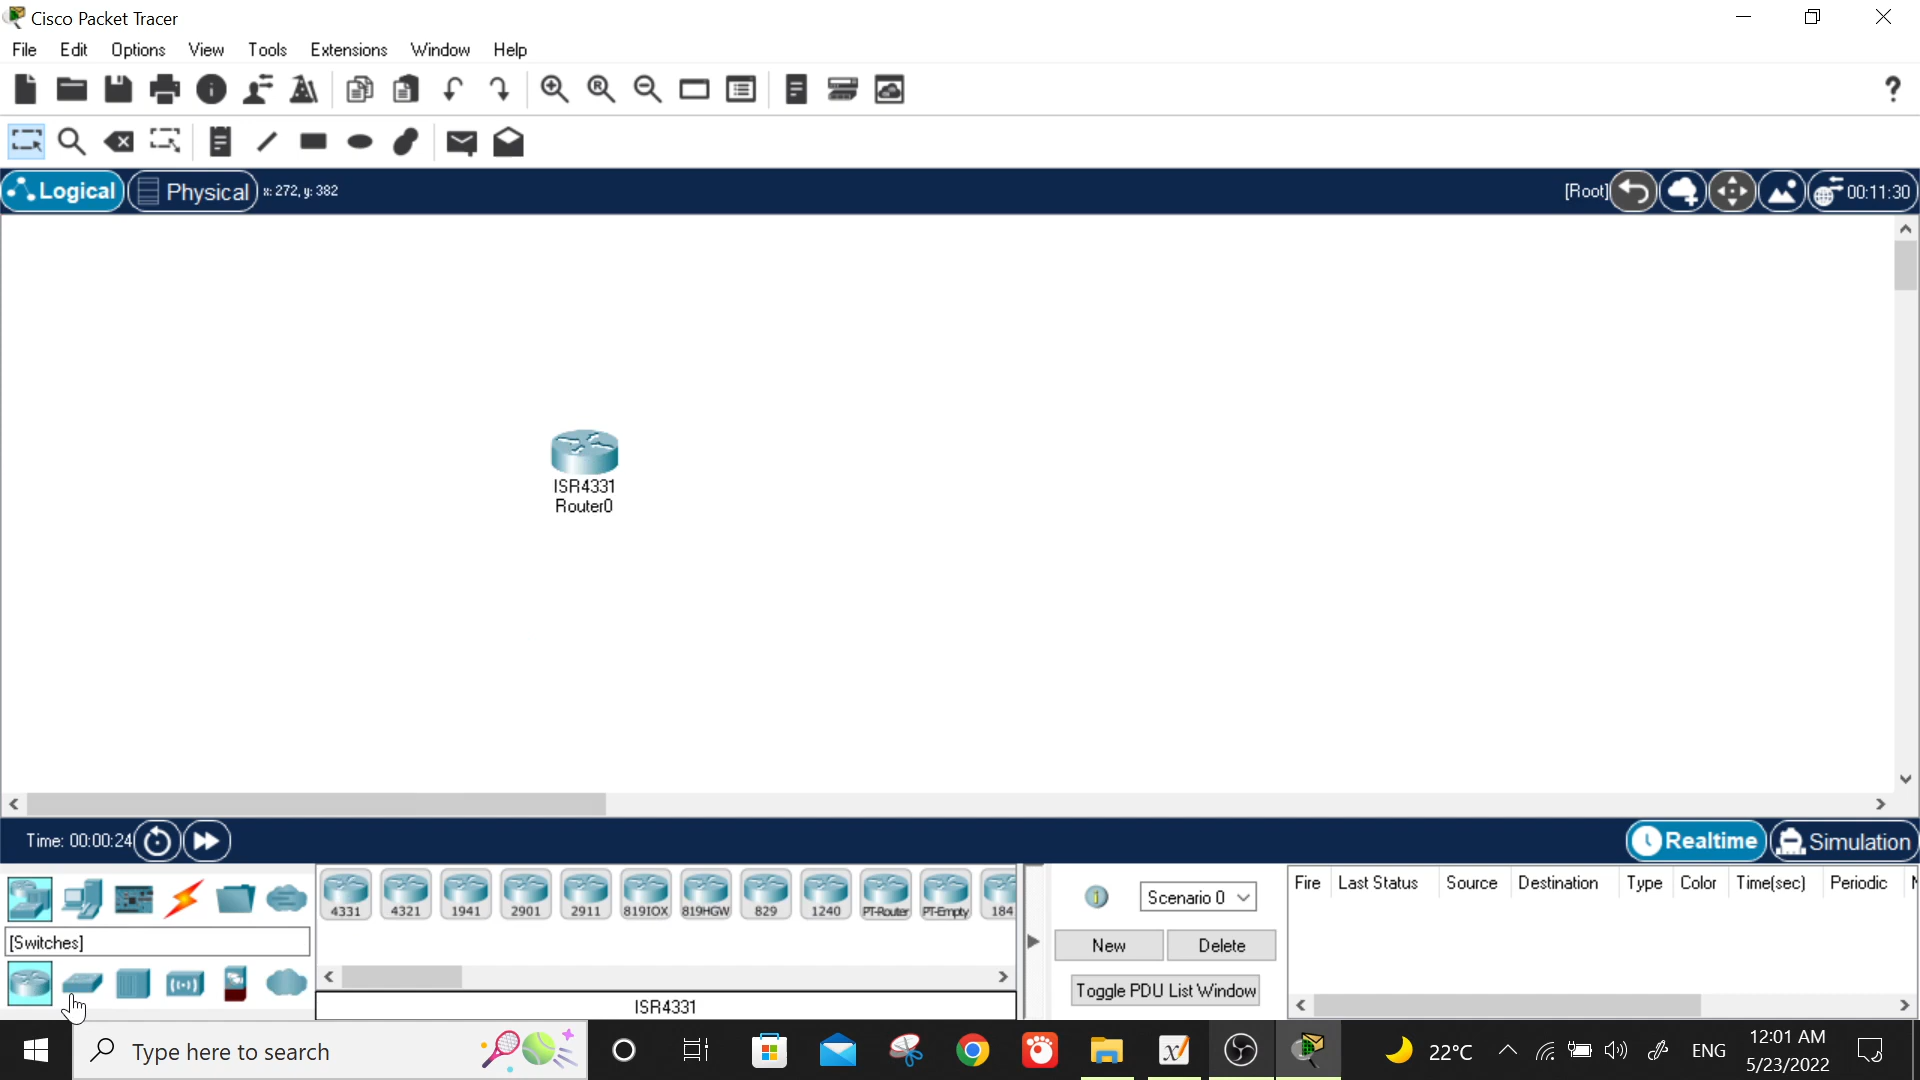 Cisco Packet Tracer
File Edit Options View Tools Extensions Window Help
Logical Physical x: 272, y: 382 [Root] 00:11:30
ISR4331
Router0
Time: 00:00:24 Realtime Simulation
4331 4321 1941 2901 2911 819IOX 819HGW 829 1240 PT-Router PT-Empty 184
Scenario 0
Fire Last Status Source Destination Type Color Time(sec) Periodic
[Switches]
New Delete
Toggle PDU List Window
ISR4331
Type here to search
22°C ENG
12:01 AM
5/23/2022